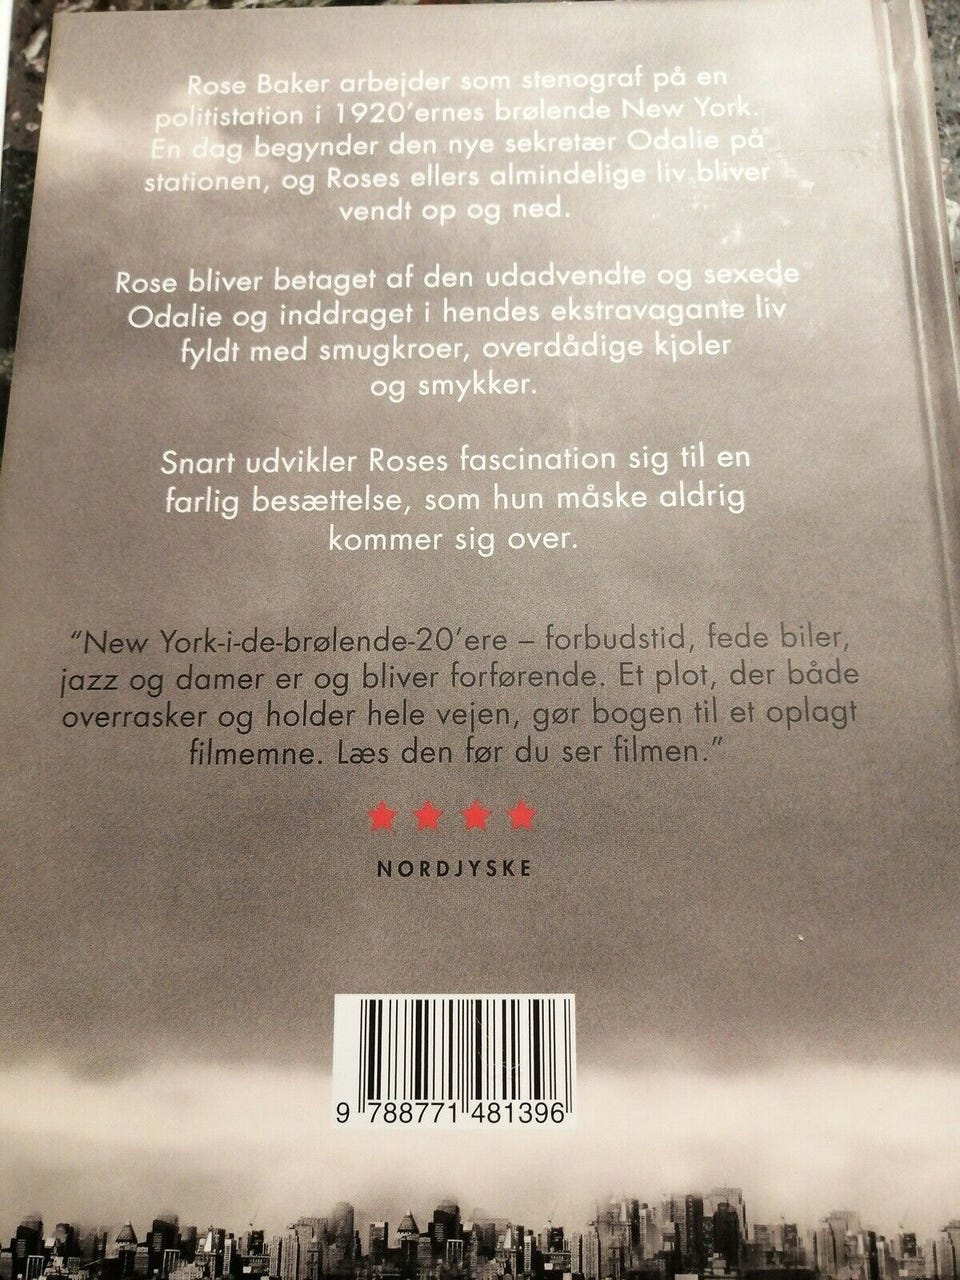 Rose Baker arbejder som stenograf på en
politistation i 1920'ernes brølende New York.
En dag begynder den nye sekretær Odalie på
stationen, og Roses ellers almindelige liv bliver
vendt op og ned.
Rose bliver betaget af den udadvendte og sexede
Odalie og inddraget i hendes ekstravagante liv
fyldt med smugkroer, overdådige kjoler
og smykker.
Snart udvikler Roses fascination sig til en
farlig besættelse, som hun måske aldrig
kommer sig over.
“New York-i-de-brølende-20'ere – forbudstid, fede biler,
jazz og damer er og bliver forførende. Et plot, der både
overrasker og holder hele vejen, gør bogen til et oplagt
filmemne. Læs den før du ser filmen.”
NORDJYSKE
9 788771 481396